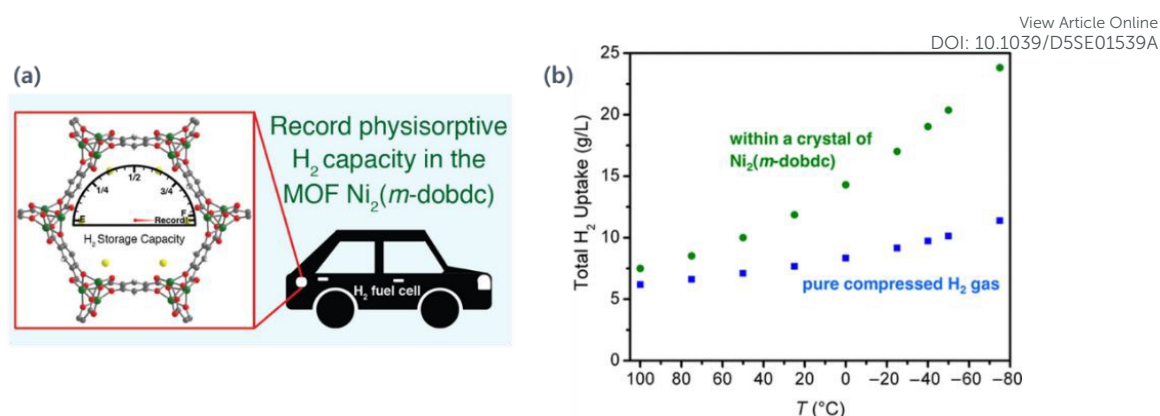 View Article Online
DOI: 10.1039/D5SE01539A
(a)
Record physisorptive
H₂ capacity in the
MOF Ni₂(m-dobdc)
1/4
1/2
3/4
E
F
Record
H₂ Storage Capacity
H₂ fuel cell
(b)
Total H₂ Uptake (g/L)
25
20
15
10
5
0
within a crystal of
Ni₂(m-dobdc)
pure compressed H₂ gas
100 80 60 40 20 0 –20 –40 –60 –80
T (°C)